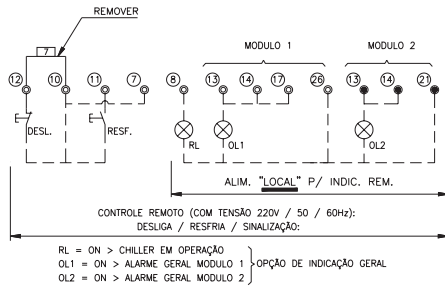 REMOVER
7
MODULO 1
MODULO 2
12 10 11 7 8 13 14 17 26 13 14 21
DESL.
RESF.
RL
OL1
OL2
ALIM. "LOCAL" P/ INDIC. REM.
CONTROLE REMOTO (COM TENSÃO 220V / 50 / 60Hz):
DESLIGA / RESFRIA / SINALIZAÇÃO:
RL = ON > CHILLER EM OPERAÇÃO
OL1 = ON > ALARME GERAL MODULO 1
OPÇÃO DE INDICAÇÃO GERAL
OL2 = ON > ALARME GERAL MODULO 2